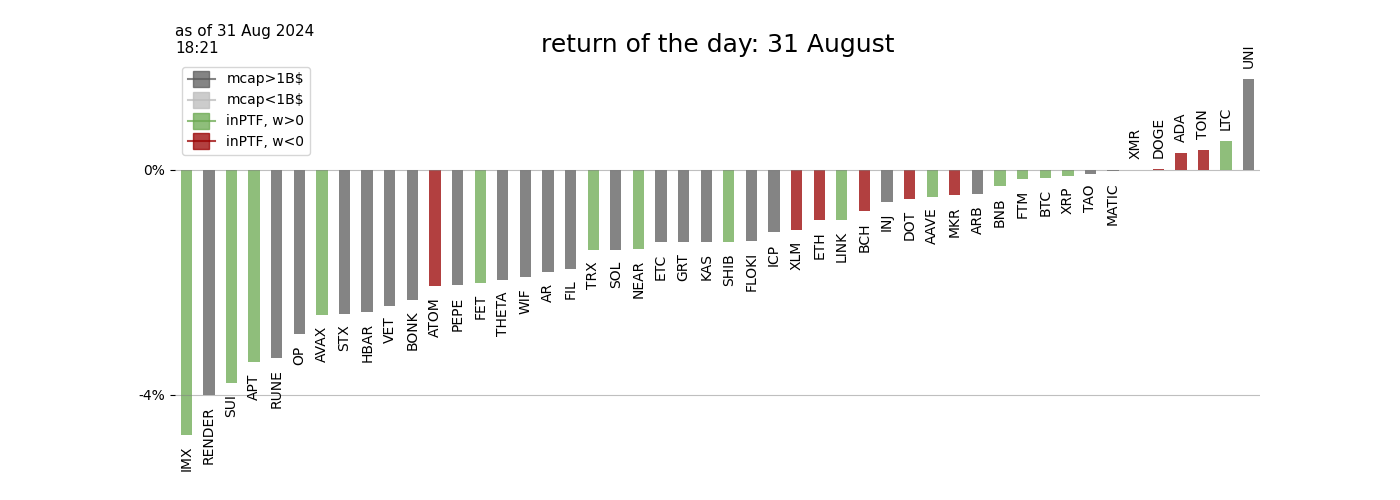 as of 31 Aug 2024
18:21
return of the day: 31 August
mcap>1B$
mcap<1B$
inPTF, w>0
inPTF, w<0
0%
-4%
IMX
RENDER
SUI
APT
RUNE
OP
AVAX
STX
HBAR
VET
BONK
ATOM
PEPE
FET
THETA
WIF
AR
FIL
TRX
SOL
NEAR
ETC
GRT
KAS
SHIB
FLOKI
ICP
XLM
ETH
LINK
BCH
INJ
DOT
AAVE
MKR
ARB
BNB
FTM
BTC
XRP
TAO
MATIC
XMR
DOGE
ADA
TON
LTC
UNI